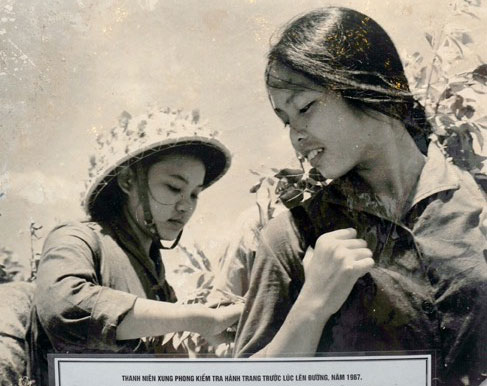 THANH NIÊN XUNG PHONG KIỂM TRA HÀNH TRANG TRƯỚC LÚC LÊN ĐƯỜNG, NĂM 1967.